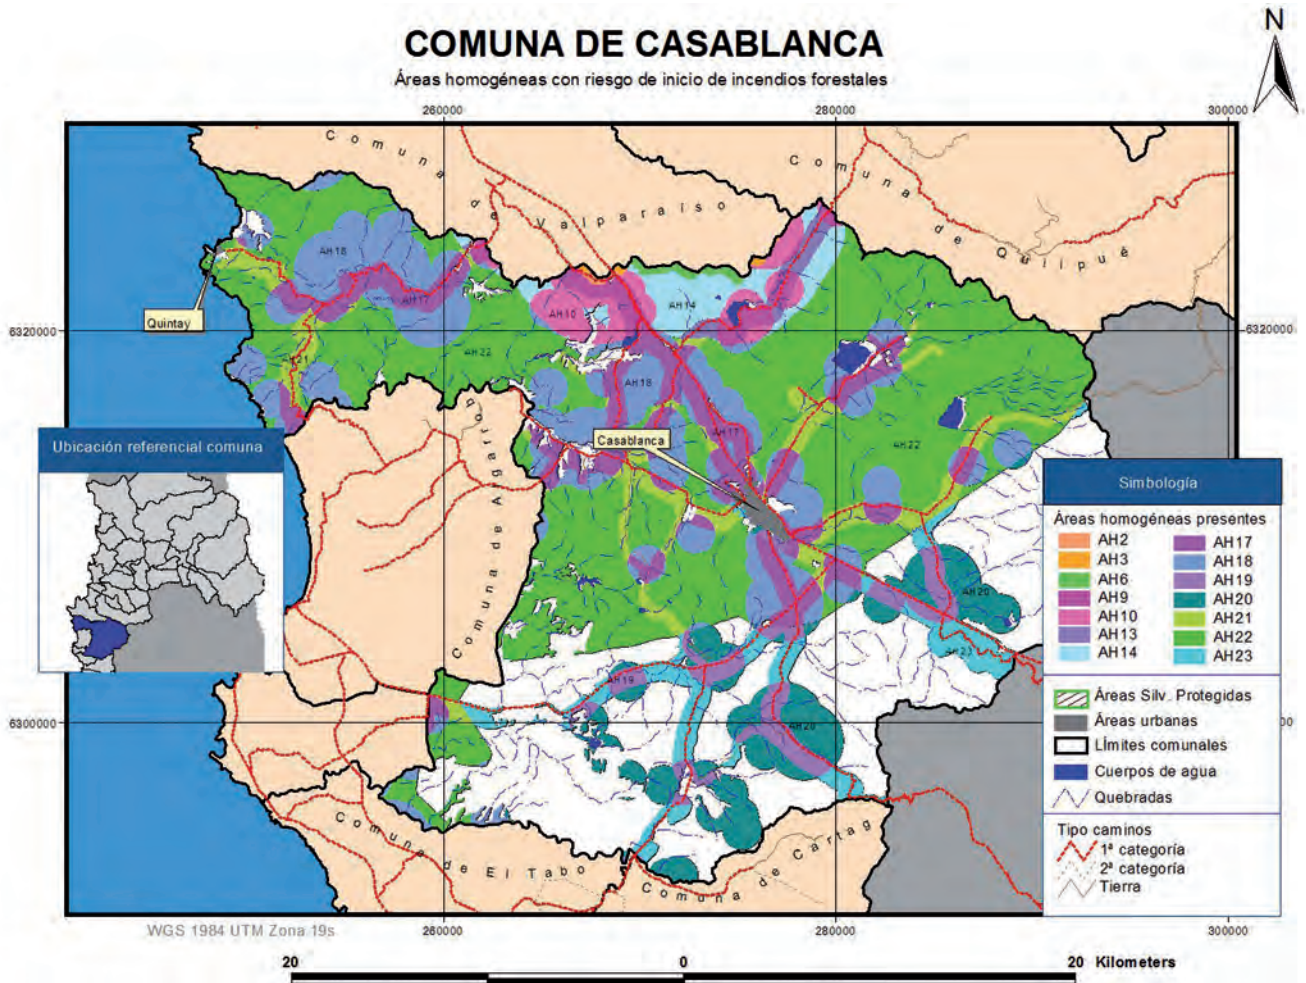 N
COMUNA DE CASABLANCA
Áreas homogéneas con riesgo de inicio de incendios forestales
260000
280000
300000
Comuna de Valparaíso
Comuna de Quilpué
AH18
AH17
AH10
AH14
Quintay
6320000
6320000
AH21
AH22
AH18
Casablanca
AH17
AH22
Comuna de Algarrobo
Ubicación referencial comuna
Simbología
Áreas homogéneas presentes
AH2
AH3
AH6
AH9
AH10
AH13
AH14
AH17
AH18
AH19
AH20
AH21
AH22
AH23
AH20
AH23
AH19
AH20
6300000
00
Áreas Silv. Protegidas
Áreas urbanas
Límites comunales
Cuerpos de agua
Quebradas
Tipo caminos
1ª categoría
2ª categoría
Tierra
Comuna de El Tabo
Comuna de Cartag
WGS 1984 UTM Zona 19s
260000
280000
300000
20
0
20 Kilometers